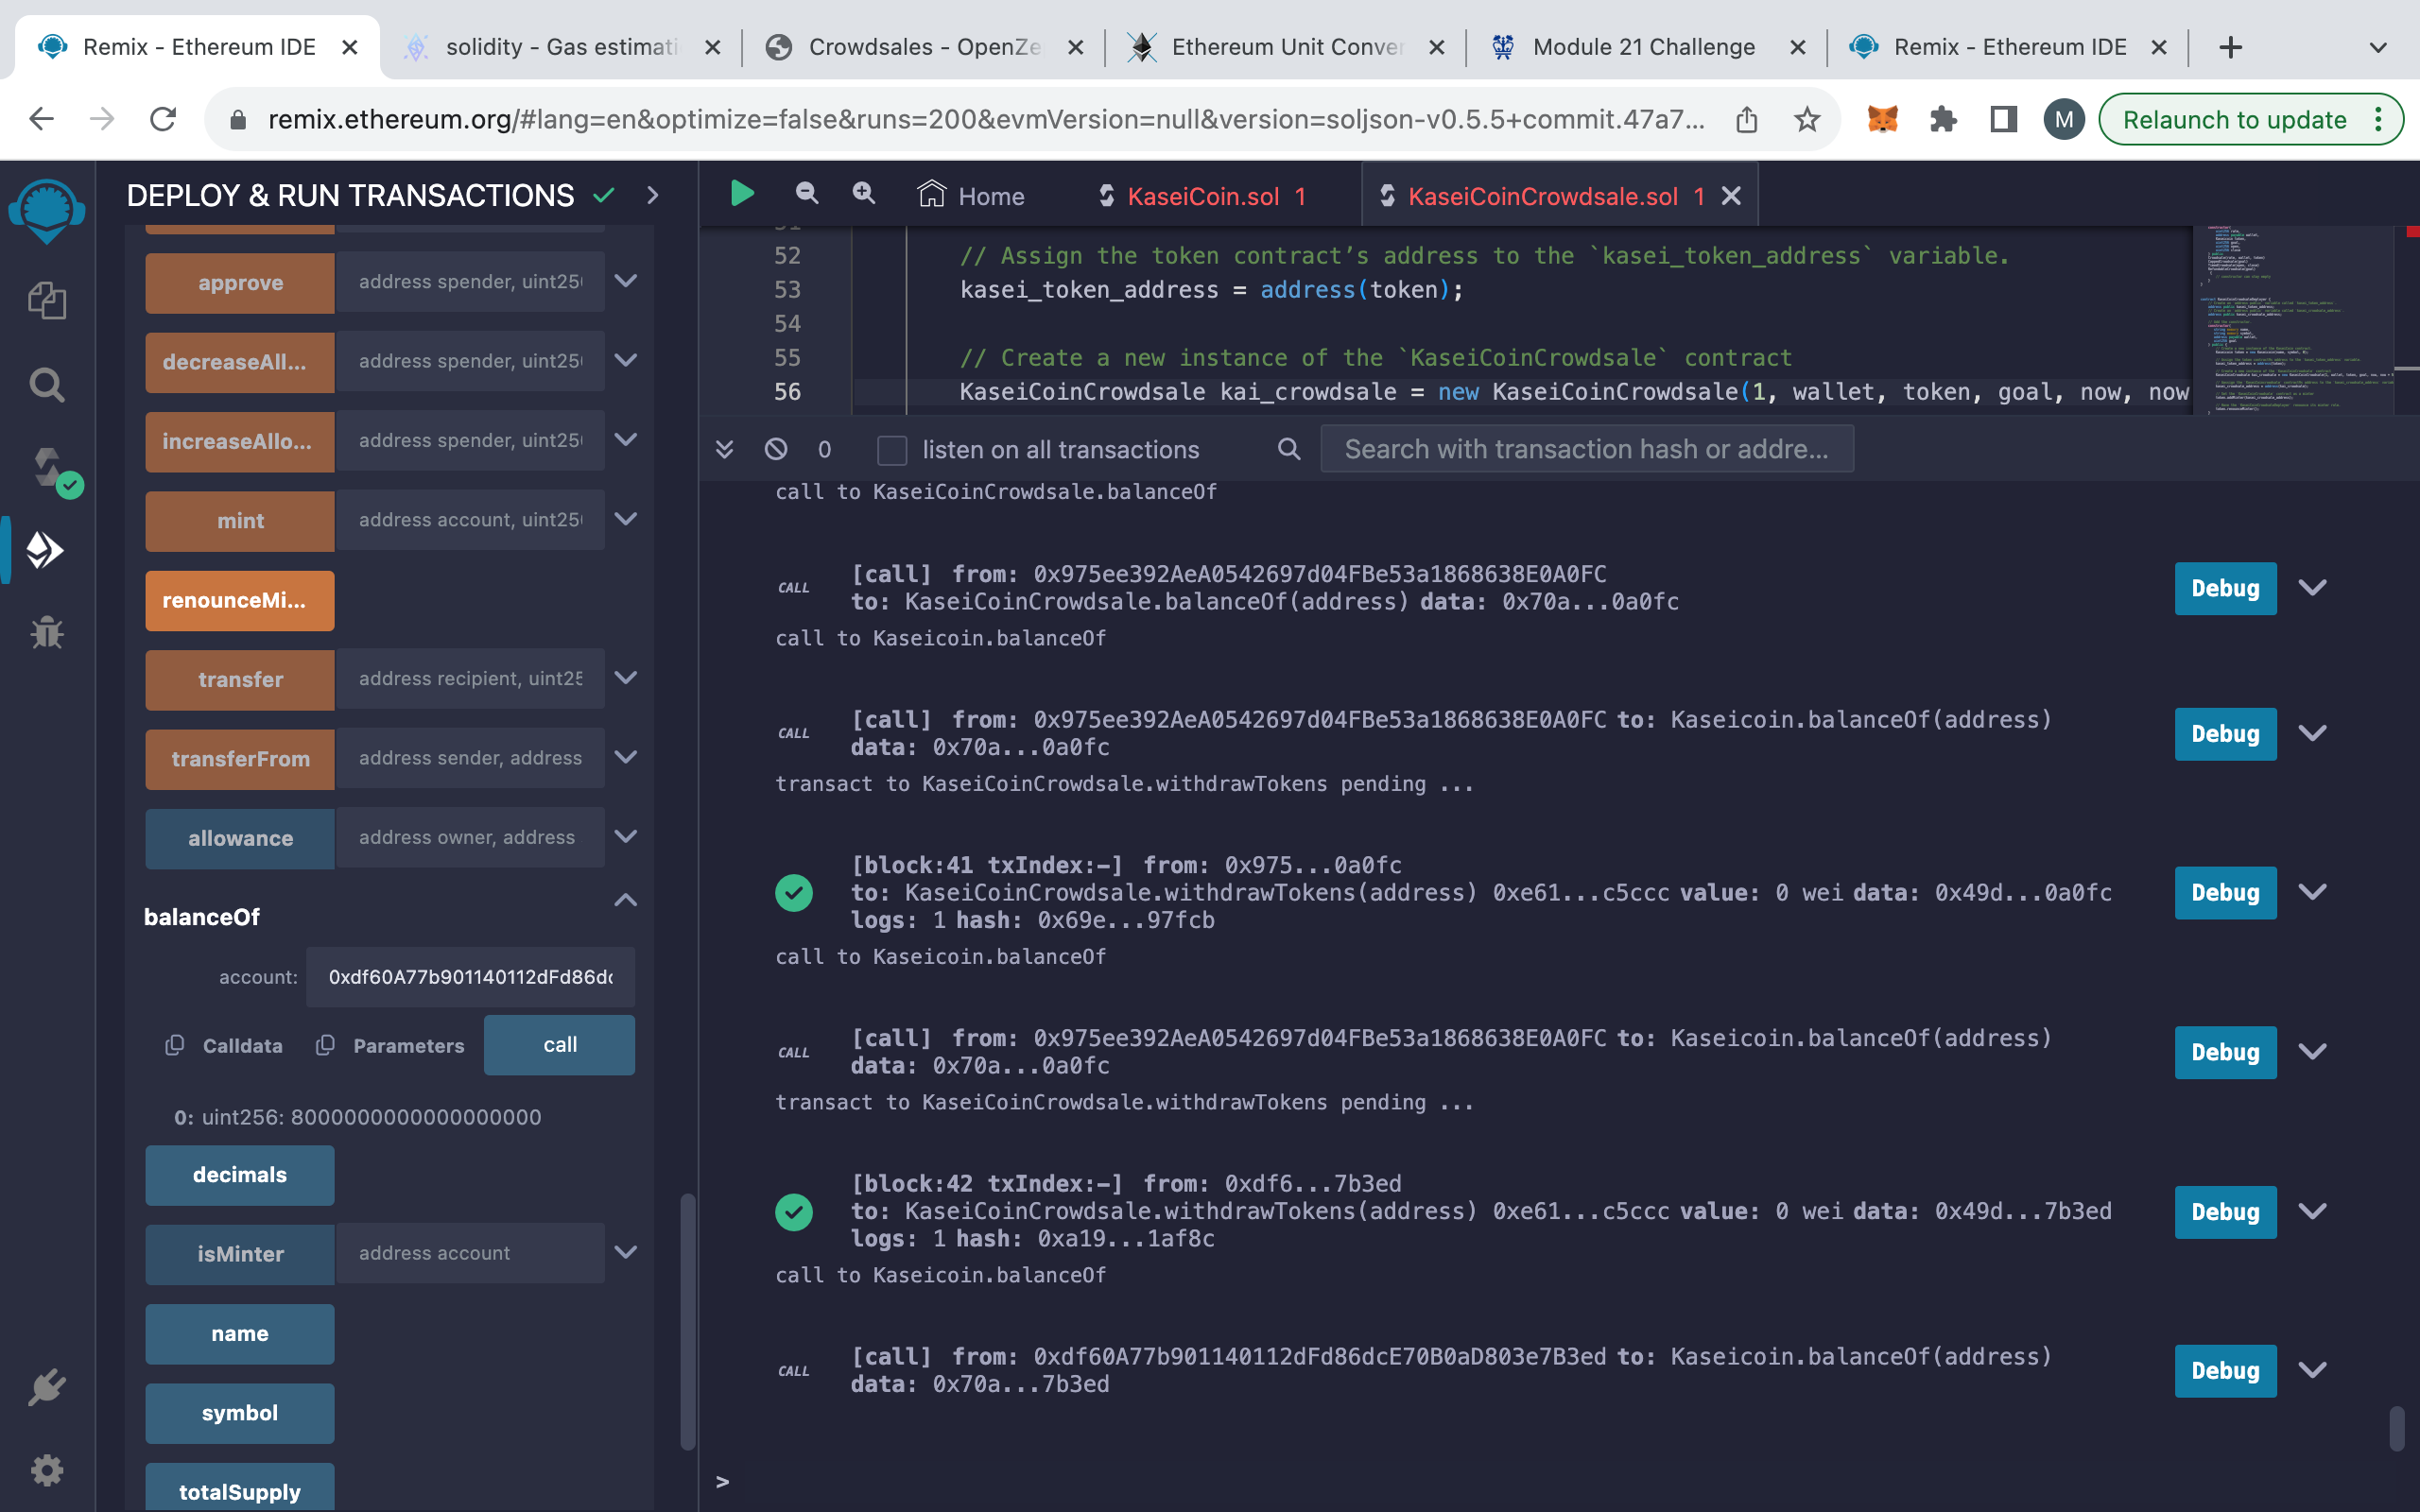 Remix - Ethereum IDE
solidity - Gas estimati
Crowdsales - OpenZe
Ethereum Unit Conver
Module 21 Challenge
Remix - Ethereum IDE
remix.ethereum.org/#lang=en&optimize=false&runs=200&evmVersion=null&version=soljson-v0.5.5+commit.47a7...
M
Relaunch to update
DEPLOY & RUN TRANSACTIONS
approve
address spender, uint25
decreaseAll...
address spender, uint25
increaseAllo...
address spender, uint25
mint
address account, uint25
renounceMi...
transfer
address recipient, uint25
transferFrom
address sender, address
allowance
address owner, address
balanceOf
account:
0xdf60A77b901140112dFd86dc
Calldata
Parameters
call
0: uint256: 8000000000000000000
decimals
isMinter
address account
name
symbol
totalSupply
Home
KaseiCoin.sol 1
KaseiCoinCrowdsale.sol 1
52 // Assign the token contract’s address to the `kasei_token_address` variable.
53 kasei_token_address = address(token);
54
55 // Create a new instance of the `KaseiCoinCrowdsale` contract
56 KaseiCoinCrowdsale kai_crowdsale = new KaseiCoinCrowdsale(1, wallet, token, goal, now, now
0
listen on all transactions
Search with transaction hash or addre...
call to KaseiCoinCrowdsale.balanceOf
CALL
[call] from: 0x975ee392AeA0542697d04FBe53a1868638E0A0FC
to: KaseiCoinCrowdsale.balanceOf(address) data: 0x70a...0a0fc
Debug
call to Kaseicoin.balanceOf
CALL
[call] from: 0x975ee392AeA0542697d04FBe53a1868638E0A0FC to: Kaseicoin.balanceOf(address)
data: 0x70a...0a0fc
Debug
transact to KaseiCoinCrowdsale.withdrawTokens pending ...
[block:41 txIndex:-] from: 0x975...0a0fc
to: KaseiCoinCrowdsale.withdrawTokens(address) 0xe61...c5ccc value: 0 wei data: 0x49d...0a0fc
logs: 1 hash: 0x69e...97fcb
Debug
call to Kaseicoin.balanceOf
CALL
[call] from: 0x975ee392AeA0542697d04FBe53a1868638E0A0FC to: Kaseicoin.balanceOf(address)
data: 0x70a...0a0fc
Debug
transact to KaseiCoinCrowdsale.withdrawTokens pending ...
[block:42 txIndex:-] from: 0xdf6...7b3ed
to: KaseiCoinCrowdsale.withdrawTokens(address) 0xe61...c5ccc value: 0 wei data: 0x49d...7b3ed
logs: 1 hash: 0xa19...1af8c
Debug
call to Kaseicoin.balanceOf
CALL
[call] from: 0xdf60A77b901140112dFd86dcE70B0aD803e7B3ed to: Kaseicoin.balanceOf(address)
data: 0x70a...7b3ed
Debug
>